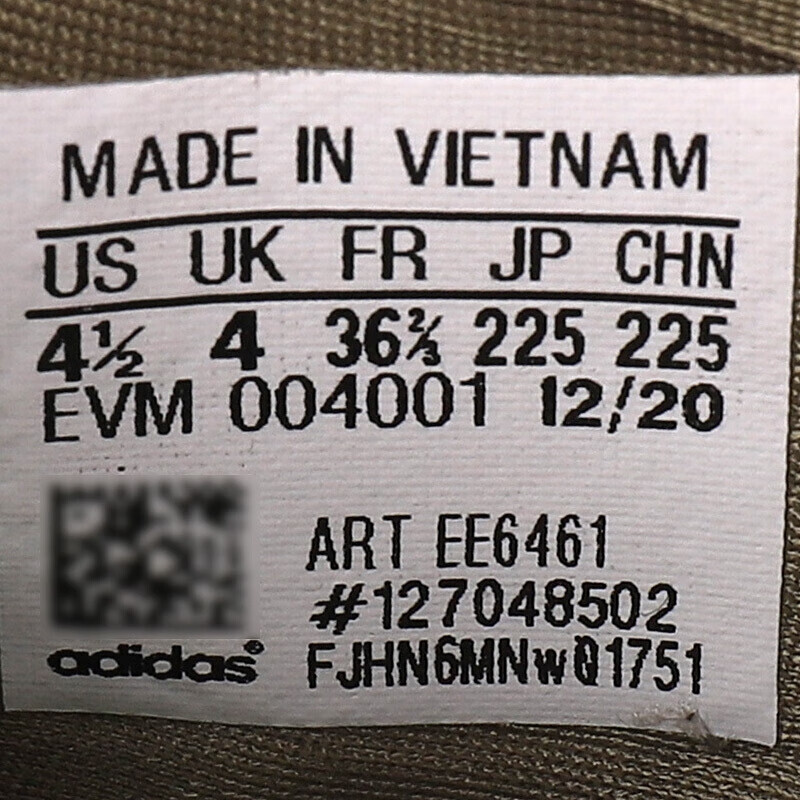 MADE IN VIETNAM
US UK FR JP CHN
4½ 4 36⅔ 225 225
EVM 004001 12/20
ART EE6461
#127048502
adidas® FJHN6MNwQ1751